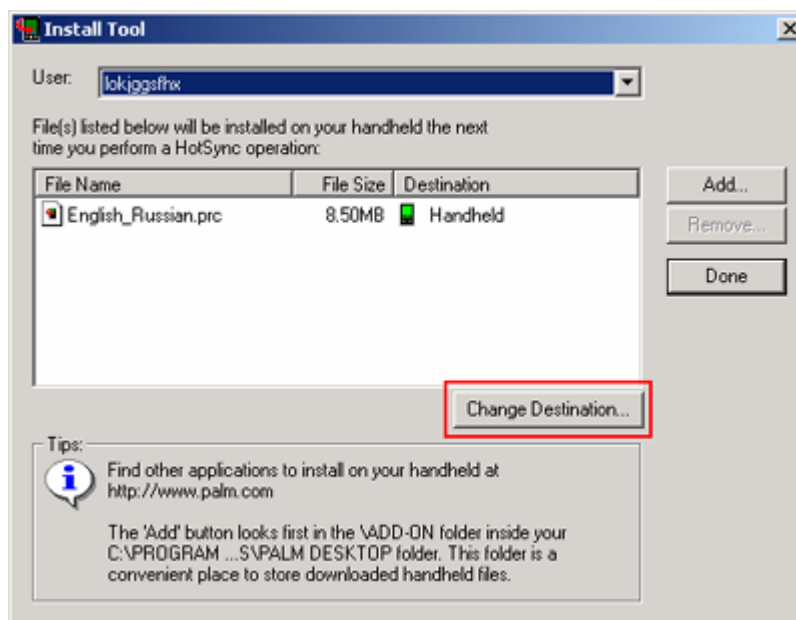 Install Tool
User: lokjggsfhx
File(s) listed below will be installed on your handheld the next
time you perform a HotSync operation:
File Name File Size Destination
English_Russian.prc 8.50MB Handheld
Add...
Remove...
Done
Change Destination...
Tips:
Find other applications to install on your handheld at
http://www.palm.com
The 'Add' button looks first in the \ADD-ON folder inside your
C:\PROGRAM ...S\PALM DESKTOP folder. This folder is a
convenient place to store downloaded handheld files.